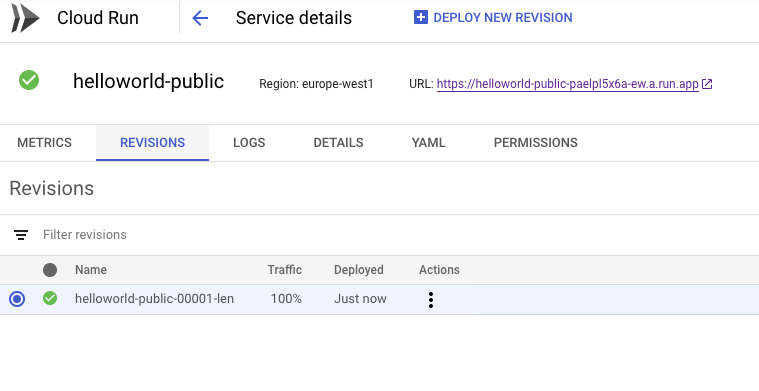 Cloud Run
Service details
DEPLOY NEW REVISION
helloworld-public
Region: europe-west1
URL: https://helloworld-public-paelpl5x6a-ew.a.run.app
METRICS REVISIONS LOGS DETAILS YAML PERMISSIONS
Revisions
Filter revisions
Name Traffic Deployed Actions
helloworld-public-00001-len 100% Just now